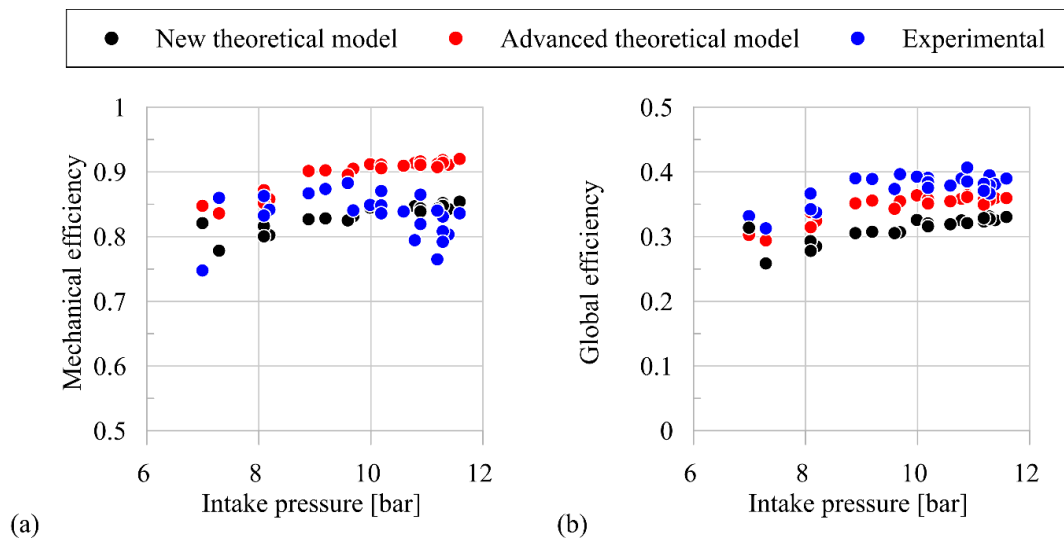 New theoretical model Advanced theoretical model Experimental
1
0.9
0.8
0.7
0.6
0.5
Mechanical efficiency
6 8 10 12
Intake pressure [bar]
(a)
0.5
0.4
0.3
0.2
0.1
0
Global efficiency
6 8 10 12
Intake pressure [bar]
(b)